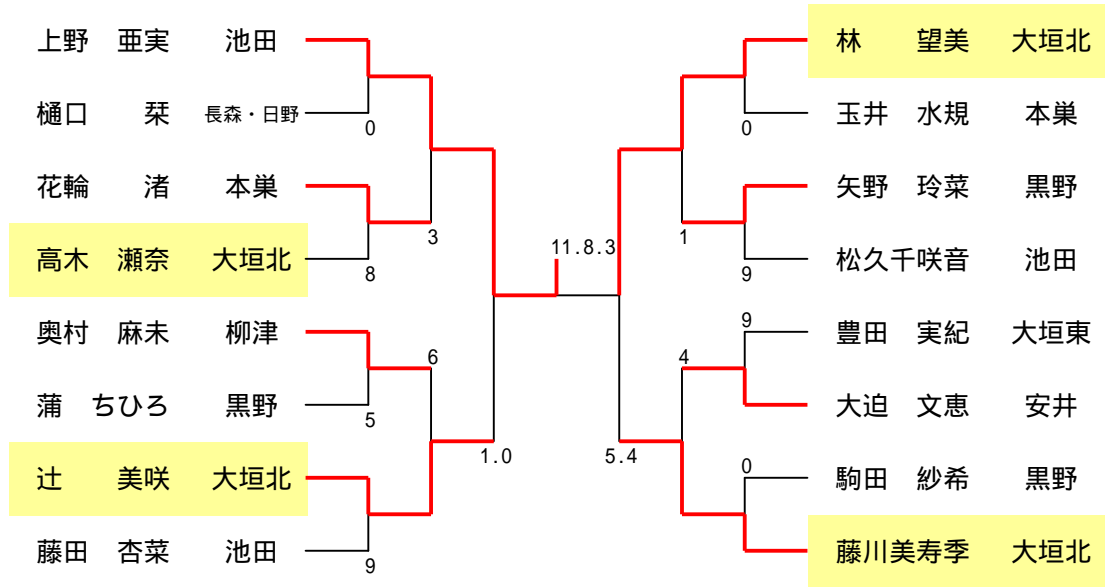 上野 亜実 池田
樋口 栞 長森・日野
0
花輪 渚 本巣
3
高木 瀬奈 大垣北
8
奥村 麻未 柳津
6
蒲 ちひろ 黒野
5
辻 美咲 大垣北
1.0
藤田 杏菜 池田
9
11.8.3
林 望美 大垣北
玉井 水規 本巣
0
矢野 玲菜 黒野
1
松久千咲音 池田
9
豊田 実紀 大垣東
9
4
大迫 文恵 安井
5.4
駒田 紗希 黒野
0
藤川美寿季 大垣北